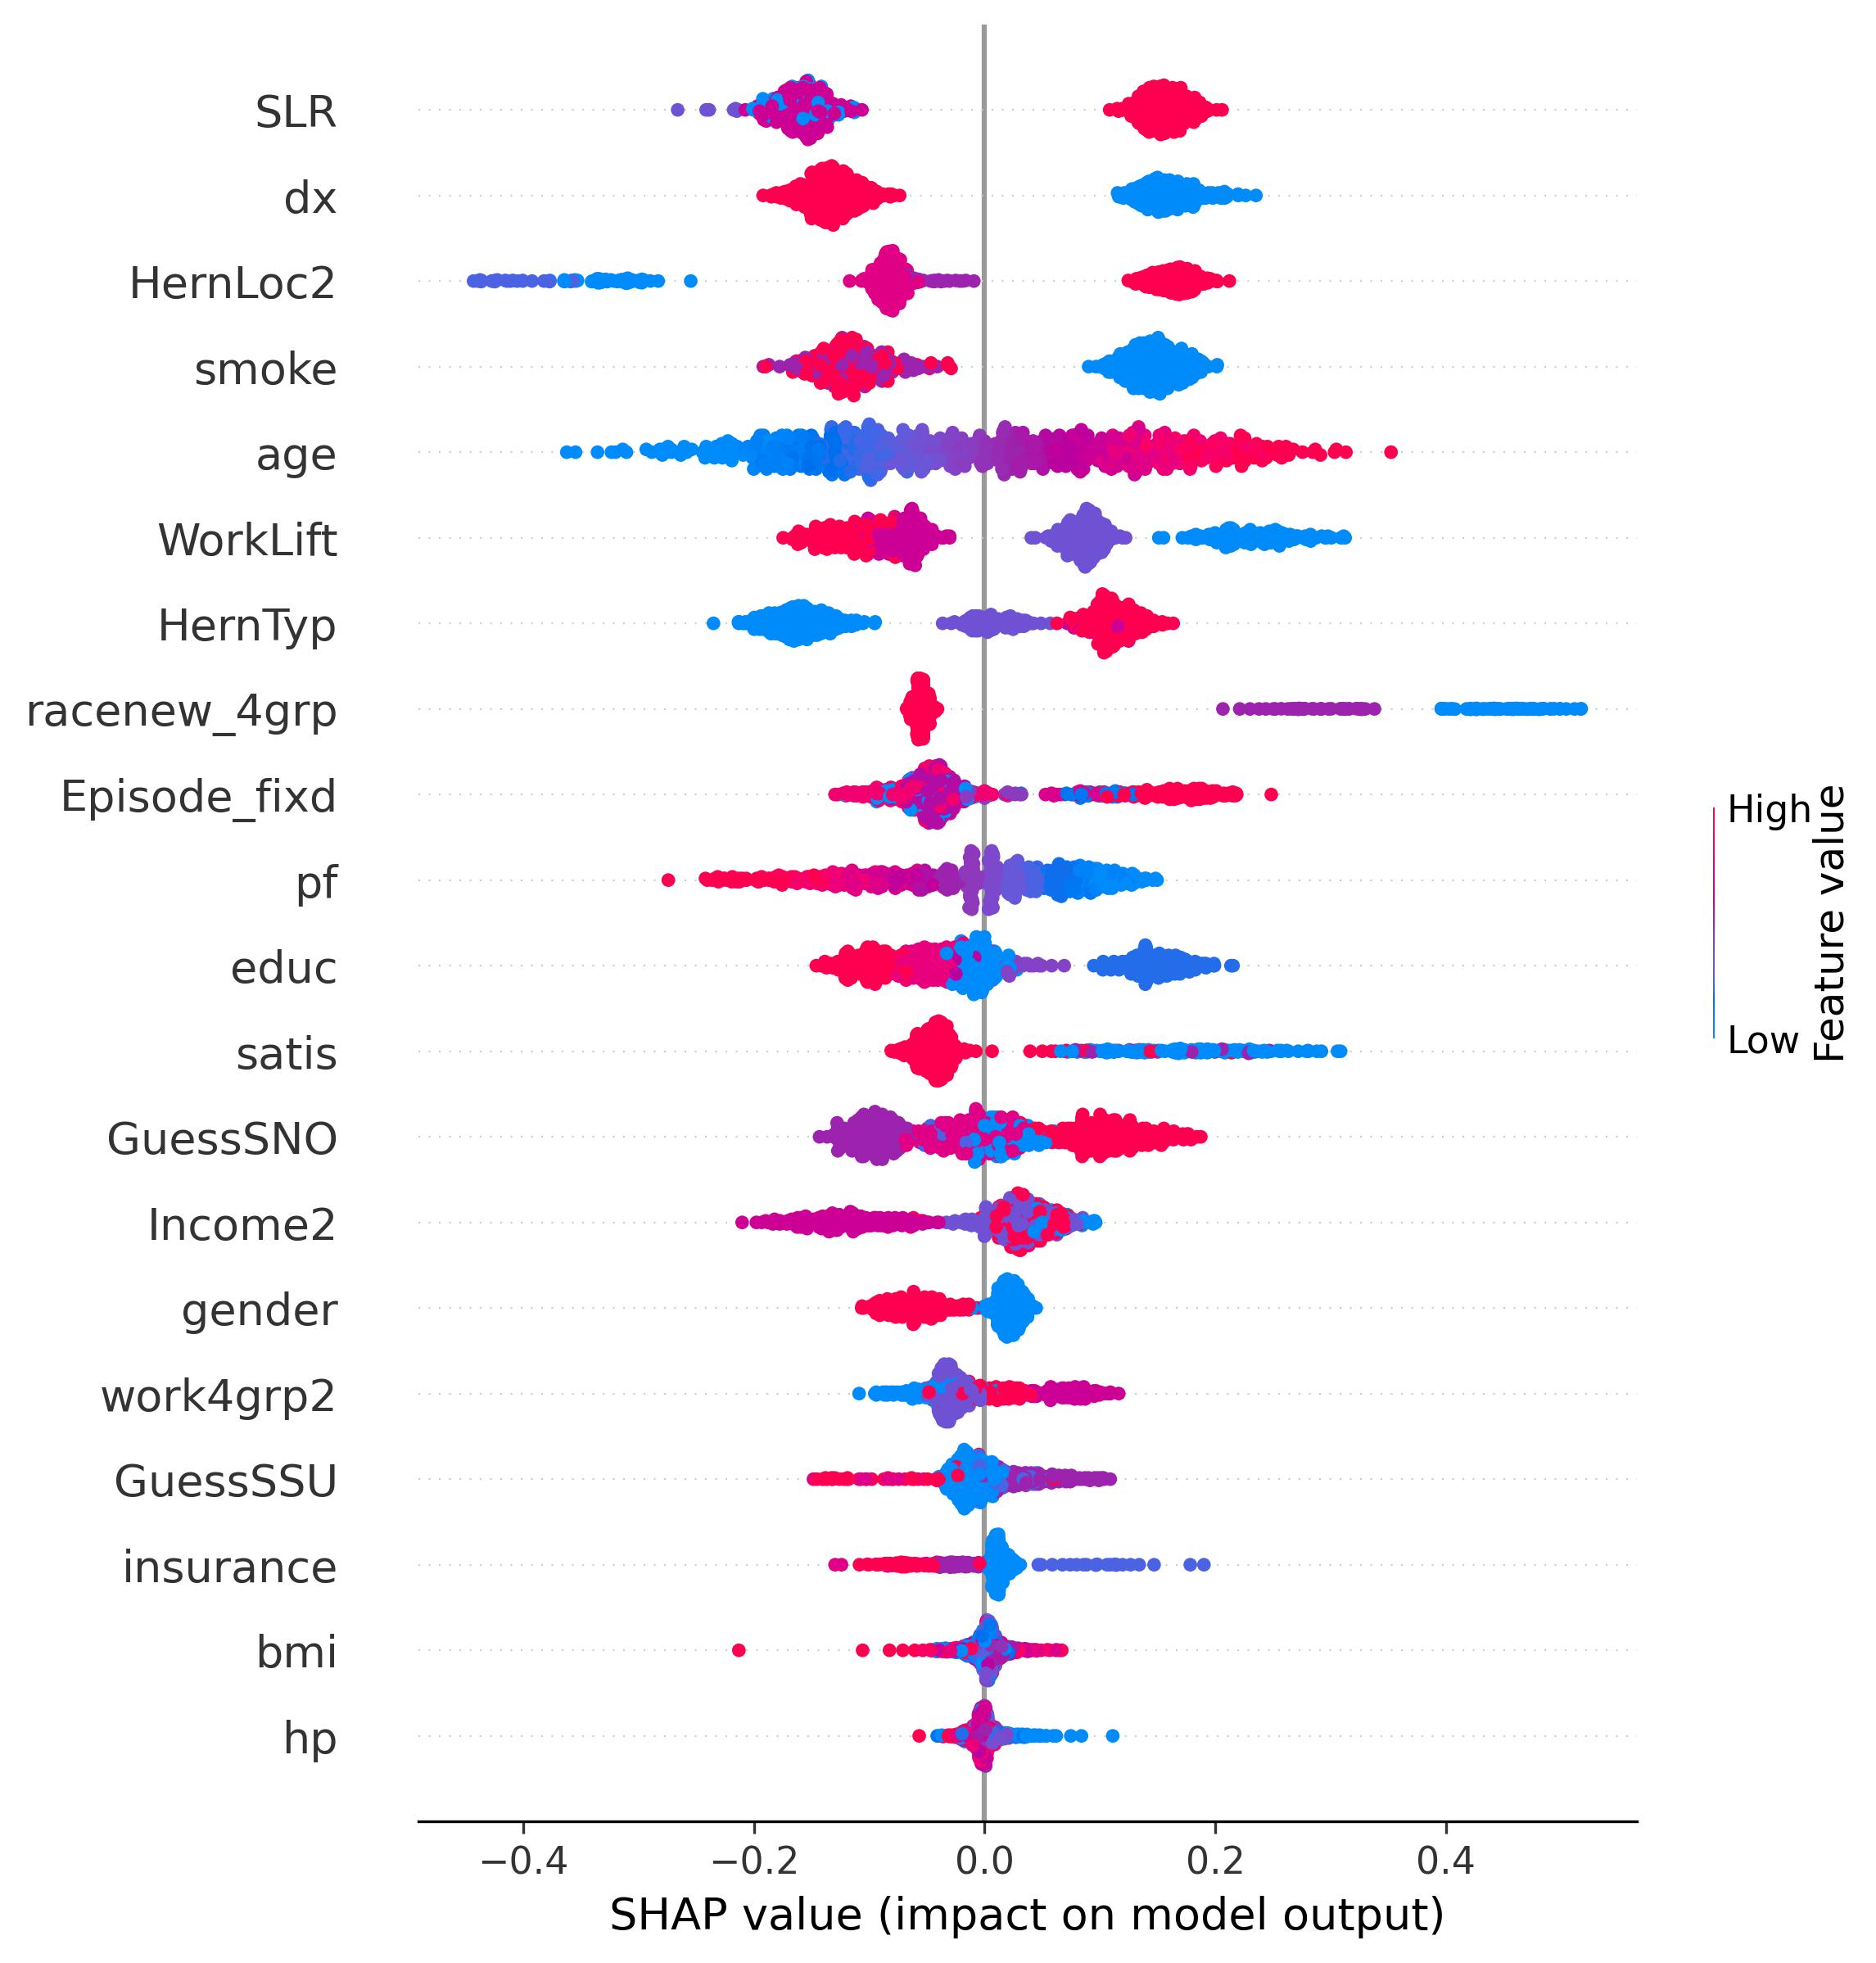 SLR
dx
HernLoc2
smoke
age
WorkLift
HernTyp
racenew_4grp
Episode_fixd
pf
educ
satis
GuessSNO
Income2
gender
work4grp2
GuessSSU
insurance
bmi
hp
High
Low
Feature value
−0.4 −0.2 0.0 0.2 0.4
SHAP value (impact on model output)